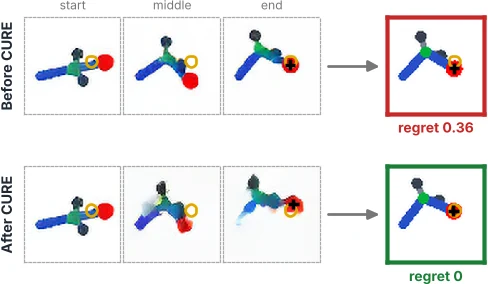 start middle end
Before CURE
regret 0.36
After CURE
regret 0